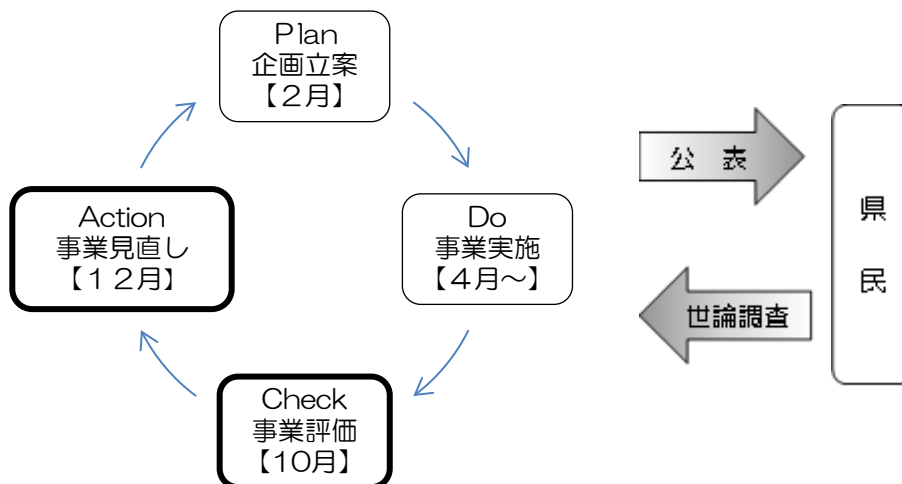 Plan
企画立案
【２月】
公　表
県
民
Action
事業見直し
【１２月】
Do
事業実施
【４月～】
世論調査
Check
事業評価
【10月】